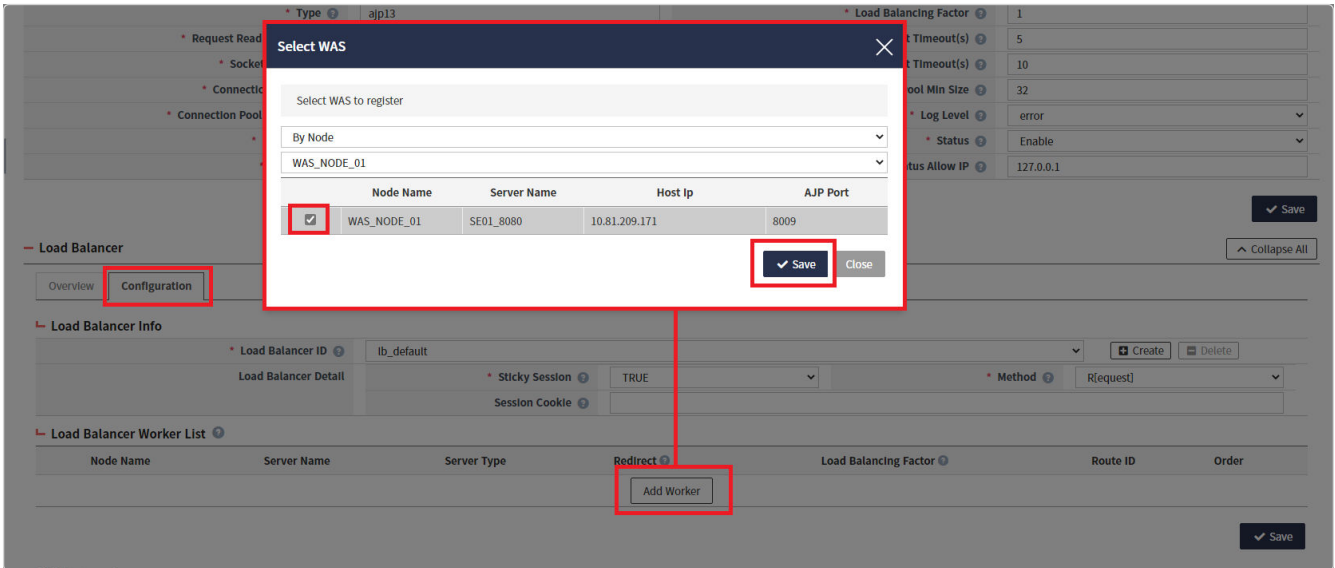 * Type ajp13 * Load Balancing Factor 1
* Request Read t Timeout(s) 5
* Socket t Timeout(s) 10
* Connectio ool Min Size 32
* Connection Pool * Log Level error
* * Status Enable
* tus Allow IP 127.0.0.1
Select WAS
Select WAS to register
By Node
WAS_NODE_01
Node Name Server Name Host Ip AJP Port
WAS_NODE_01 SE01_8080 10.81.209.171 8009
Save Close
Save
Load Balancer Collapse All
Overview Configuration
Load Balancer Info
* Load Balancer ID lb_default Create Delete
Load Balancer Detail * Sticky Session TRUE * Method R[equest]
Session Cookie
Load Balancer Worker List
Node Name Server Name Server Type Redirect Load Balancing Factor Route ID Order
Add Worker
Save